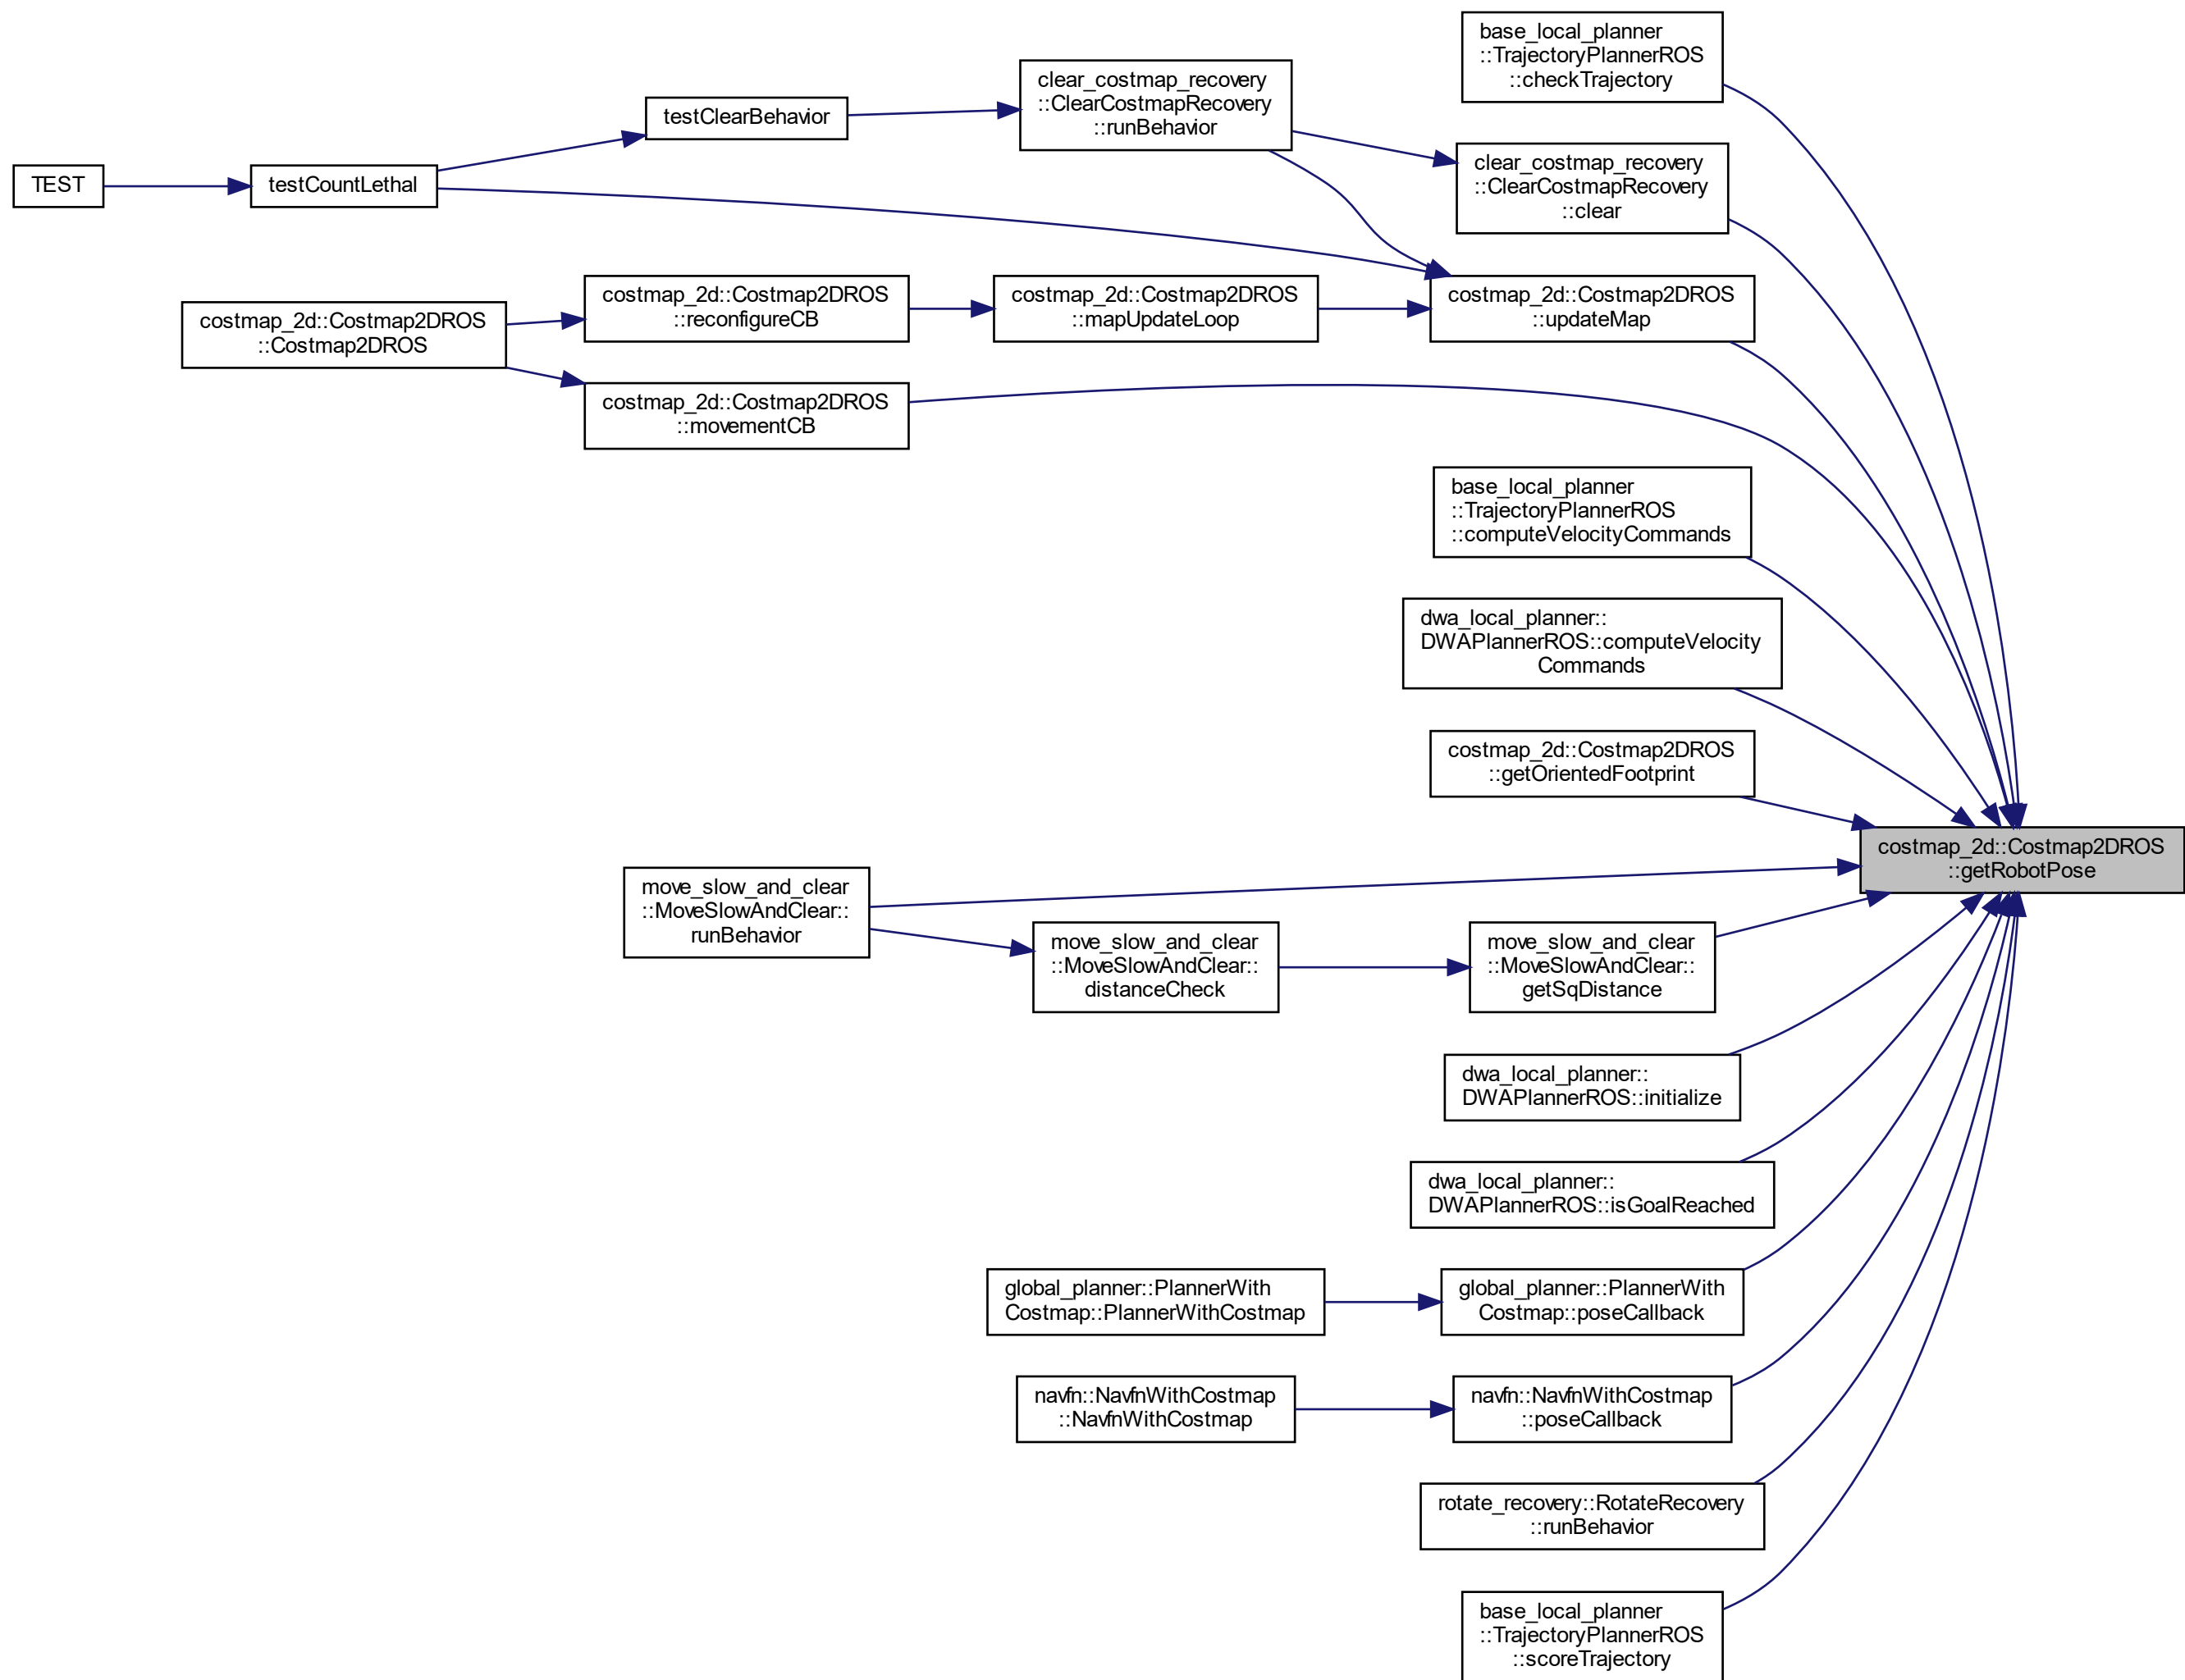 base_local_planner
::TrajectoryPlannerROS
::checkTrajectory
clear_costmap_recovery
::ClearCostmapRecovery
::runBehavior
testClearBehavior
clear_costmap_recovery
::ClearCostmapRecovery
::clear
TEST
testCountLethal
costmap_2d::Costmap2DROS
::updateMap
costmap_2d::Costmap2DROS
::mapUpdateLoop
costmap_2d::Costmap2DROS
::reconfigureCB
costmap_2d::Costmap2DROS
::Costmap2DROS
costmap_2d::Costmap2DROS
::movementCB
base_local_planner
::TrajectoryPlannerROS
::computeVelocityCommands
dwa_local_planner::
DWAPlannerROS::computeVelocity
Commands
costmap_2d::Costmap2DROS
::getOrientedFootprint
costmap_2d::Costmap2DROS
::getRobotPose
move_slow_and_clear
::MoveSlowAndClear::
runBehavior
move_slow_and_clear
::MoveSlowAndClear::
distanceCheck
move_slow_and_clear
::MoveSlowAndClear::
getSqDistance
dwa_local_planner::
DWAPlannerROS::initialize
dwa_local_planner::
DWAPlannerROS::isGoalReached
global_planner::PlannerWith
Costmap::PlannerWithCostmap
global_planner::PlannerWith
Costmap::poseCallback
navfn::NavfnWithCostmap
::NavfnWithCostmap
navfn::NavfnWithCostmap
::poseCallback
rotate_recovery::RotateRecovery
::runBehavior
base_local_planner
::TrajectoryPlannerROS
::scoreTrajectory